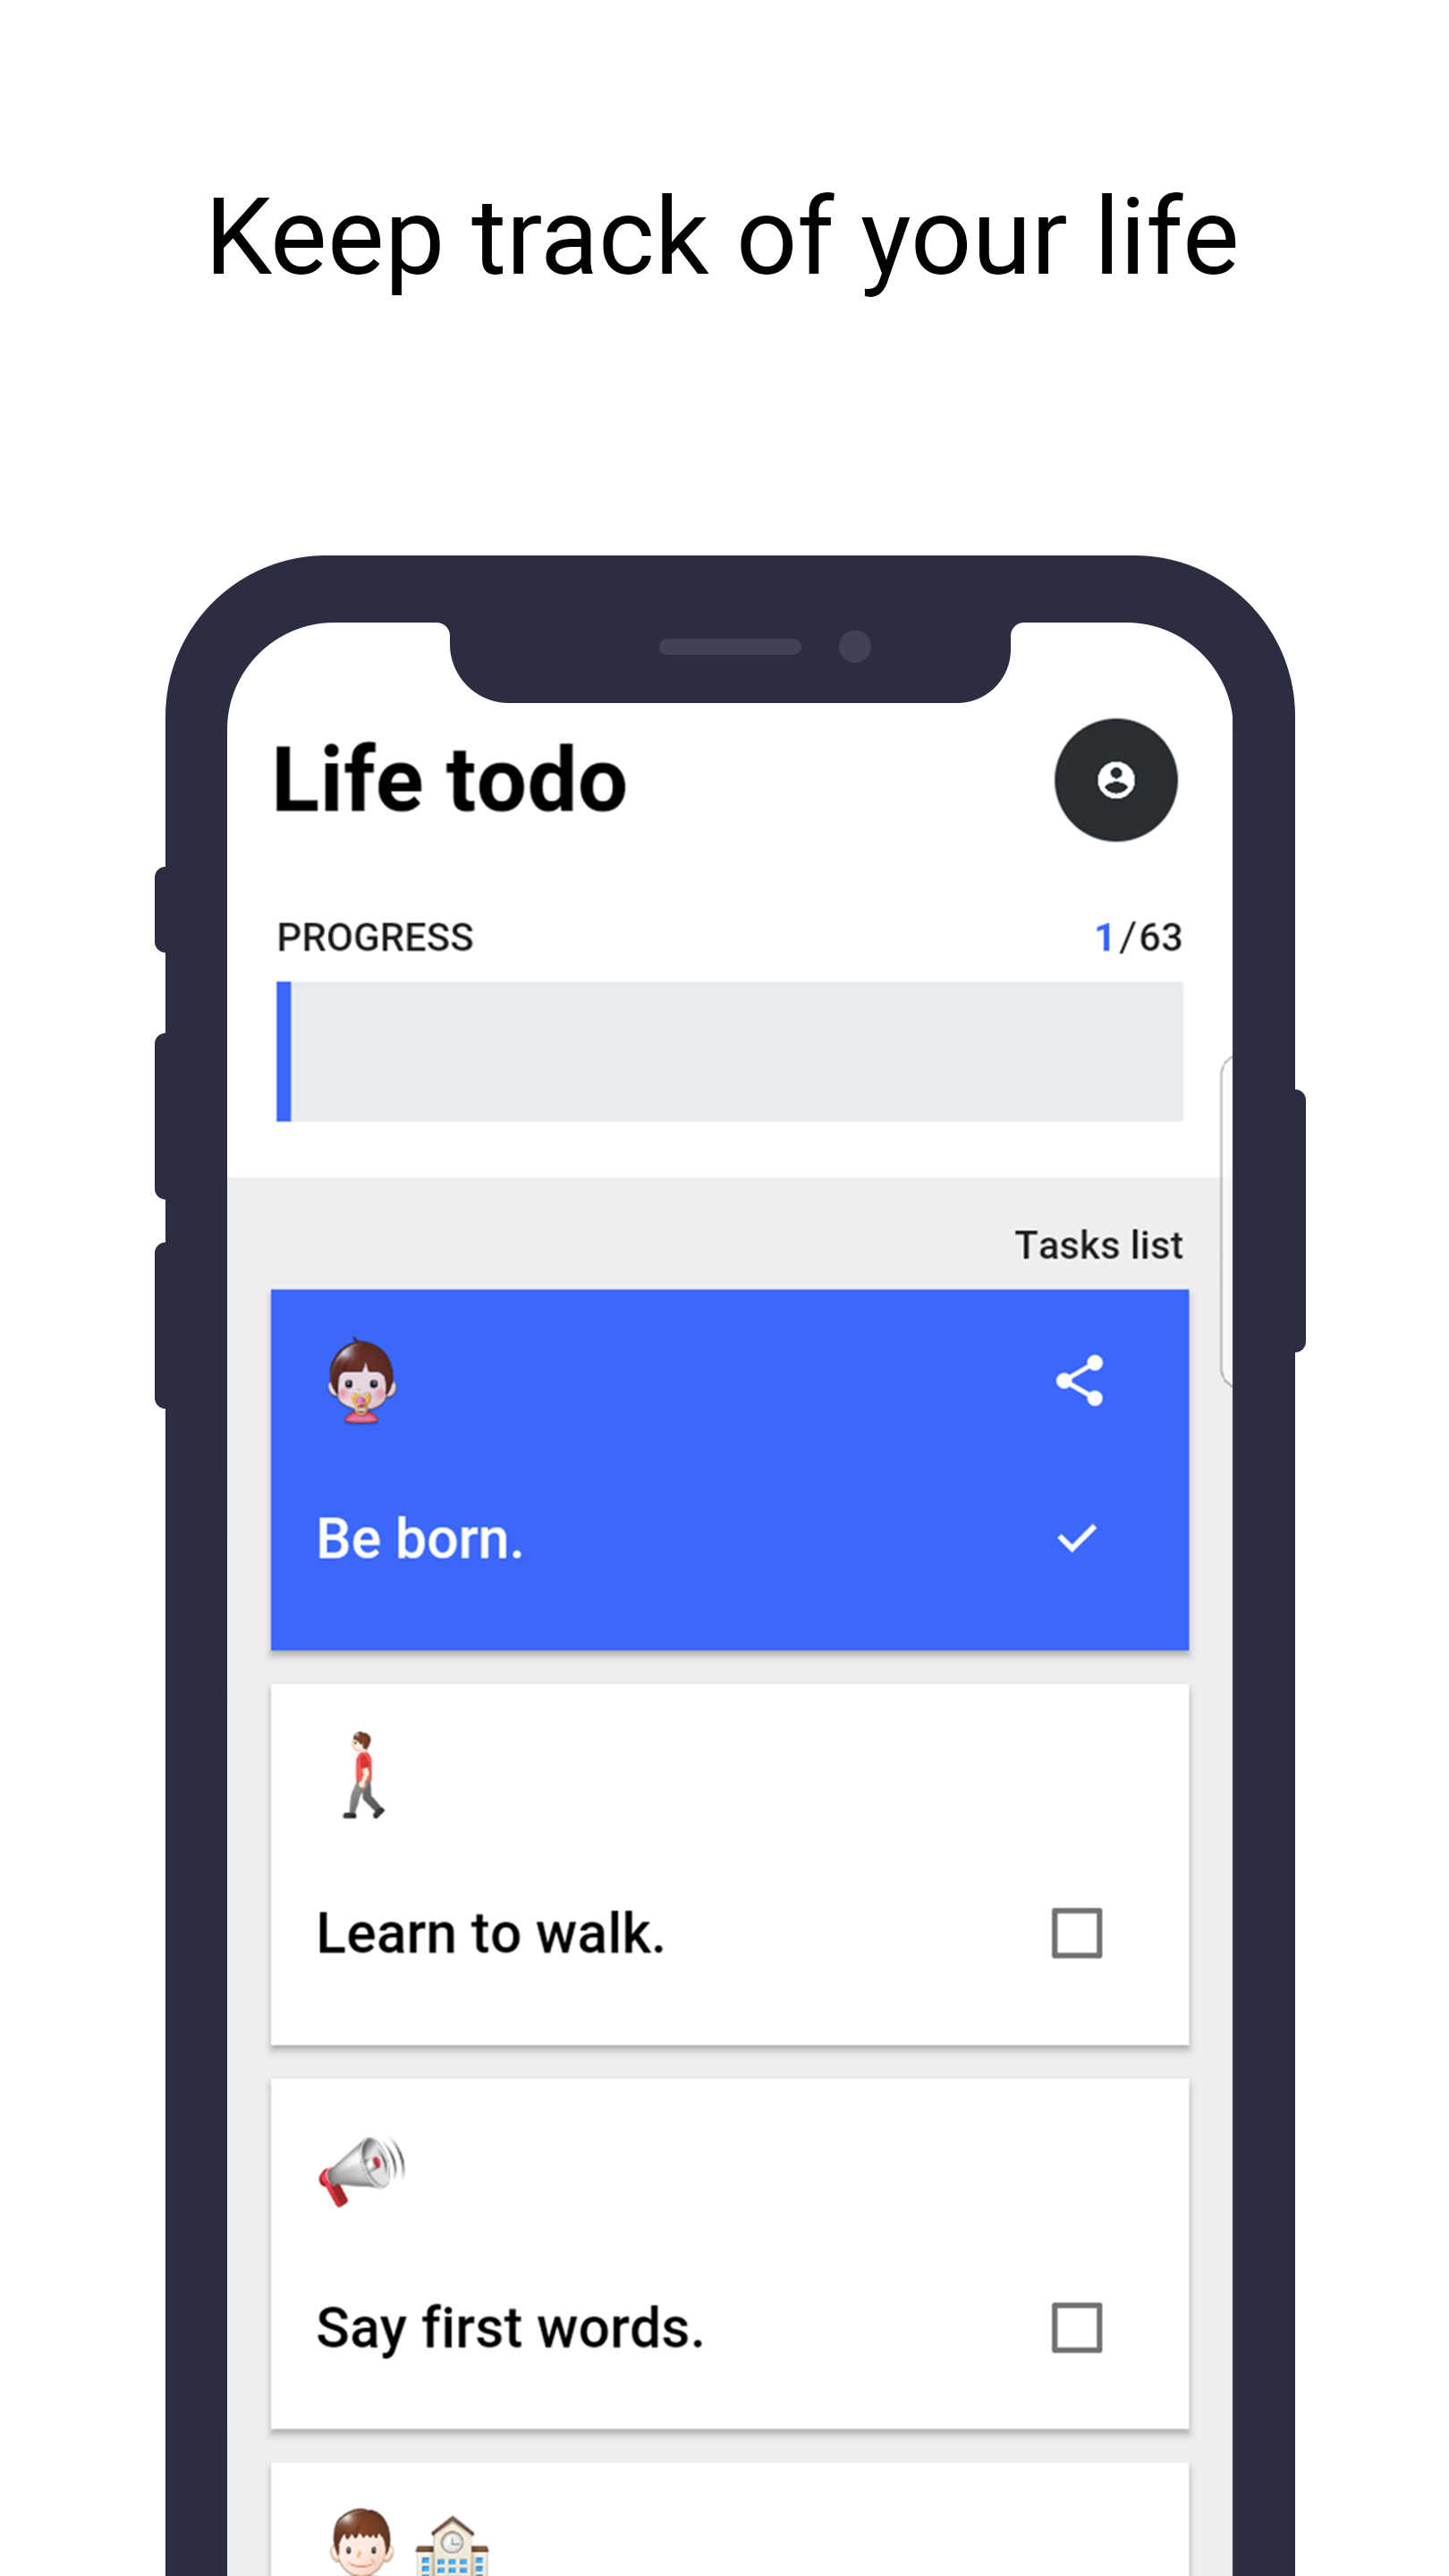 Keep track of your life
Life todo
PROGRESS 1/63
Tasks list
Be born.
Learn to walk.
Say first words.